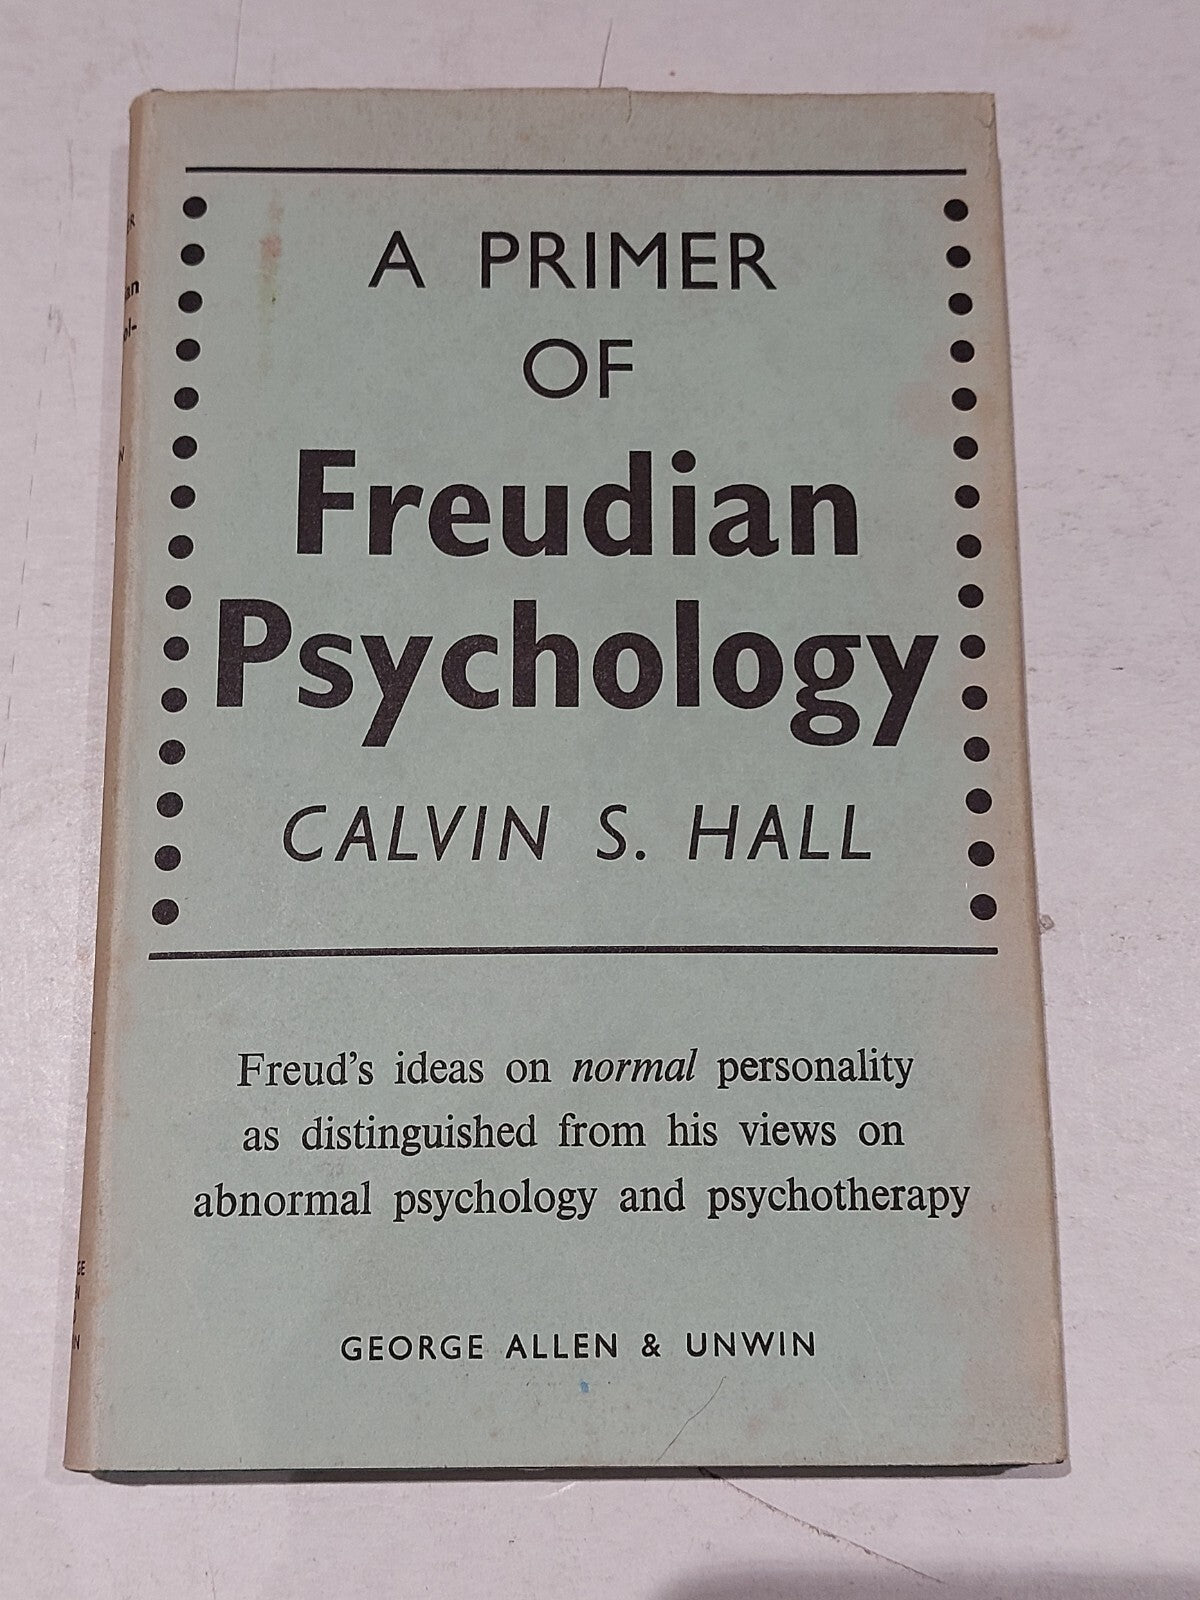 A PRIMER
OF
Freudian
Psychology
CALVIN S. HALL
Freud's ideas on normal personality
as distinguished from his views on
abnormal psychology and psychotherapy
GEORGE ALLEN & UNWIN